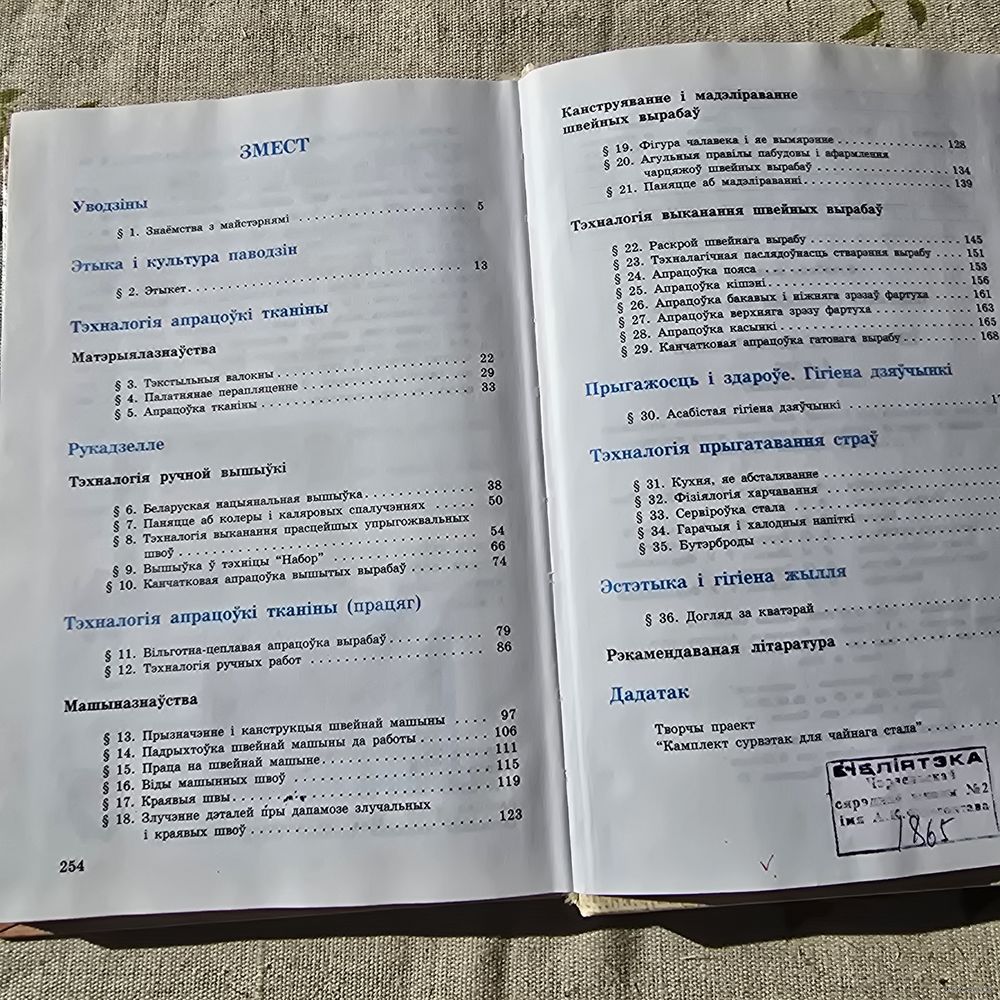 ЗМЕСТ
Уводзіны
§ 1. Знаёмства з майстэрнямі . . . . . . . . . . 5
Этыка і культура паводзін
§ 2. Этыкет. . . . . . . . . . 13
Тэхналогія апрацоўкі тканіны
Матэрыялазнаўства
§ 3. Тэкстыльныя валокны . . . . . . . . . . 22
§ 4. Палатнянае перапляценне . . . . . . . . . . 29
§ 5. Апрацоўка тканіны . . . . . . . . . . 33
Рукадзелле
Тэхналогія ручной вышыўкі
§ 6. Беларуская нацыянальная вышыўка . . . . . . . . . . 38
§ 7. Паняцце аб колеры і каляровых спалучэннях . . . . . . 50
§ 8. Тэхналогія выканання прасцейшых упрыгожвальных
швоў . . . . . . . . . . 54
§ 9. Вышыўка ў тэхніцы “Набор” . . . . . . . . . . 66
§ 10. Канчатковая апрацоўка вышытых вырабаў . . . . . . . 74
Тэхналогія апрацоўкі тканіны (працяг)
§ 11. Вільготна-цеплавая апрацоўка вырабаў . . . . . . . . 79
§ 12. Тэхналогія ручных работ . . . . . . . . . . 86
Машыназнаўства
§ 13. Прызначэнне і канструкцыя швейнай машыны . . . . 97
§ 14. Падрыхтоўка швейнай машыны да работы . . . . . . . 106
§ 15. Праца на швейнай машыне . . . . . . . . . . 111
§ 16. Віды машынных швоў . . . . . . . . . . 115
§ 17. Краявыя швы. . . . . . . . . . 119
§ 18. Злучэнне дэталей пры дапамозе злучальных
і краявых швоў . . . . . . . . . . 123
254
Канструяванне і мадэліраванне
швейных вырабаў
§ 19. Фігура чалавека і яе вымярэнне . . . . . . . . . . 128
§ 20. Агульныя правілы пабудовы і афармлення
чарцяжоў швейных вырабаў . . . . . . . . . . 134
§ 21. Паняцце аб мадэліраванні . . . . . . . . . . 139
Тэхналогія выканання швейных вырабаў
§ 22. Раскрой швейнага вырабу . . . . . . . . . . 145
§ 23. Тэхналагічная паслядоўнасць стварэння вырабу . . . . 151
§ 24. Апрацоўка пояса . . . . . . . . . . 153
§ 25. Апрацоўка кішэні . . . . . . . . . . 156
§ 26. Апрацоўка бакавых і ніжняга зрэзаў фартуха . . . . . 161
§ 27. Апрацоўка верхняга зрэзу фартуха . . . . . . . . . . 163
§ 28. Апрацоўка касынкі . . . . . . . . . . 165
§ 29. Канчатковая апрацоўка гатовага вырабу . . . . . . . . 168
Прыгажосць і здароўе. Гігіена дзяўчынкі
§ 30. Асабістая гігіена дзяўчынкі . . . . . . . . . .
Тэхналогія прыгатавання страў
§ 31. Кухня, яе абсталяванне . . . . . . . . . .
§ 32. Фізіялогія харчавання . . . . . . . . . .
§ 33. Сервіроўка стала . . . . . . . . . .
§ 34. Гарачыя і халодныя напіткі . . . . . . . . . .
§ 35. Бутэрброды . . . . . . . . . .
Эстэтыка і гігіена жылля
§ 36. Догляд за кватэрай . . . . . . . . . .
Рэкамендаваная літаратура . . . . . . . . . .
Дадатак
Творчы праект
“Камплект сурвэтак для чайнага стала” . . . . . .
БІБЛІЯТЭКА
№2
імя
1865